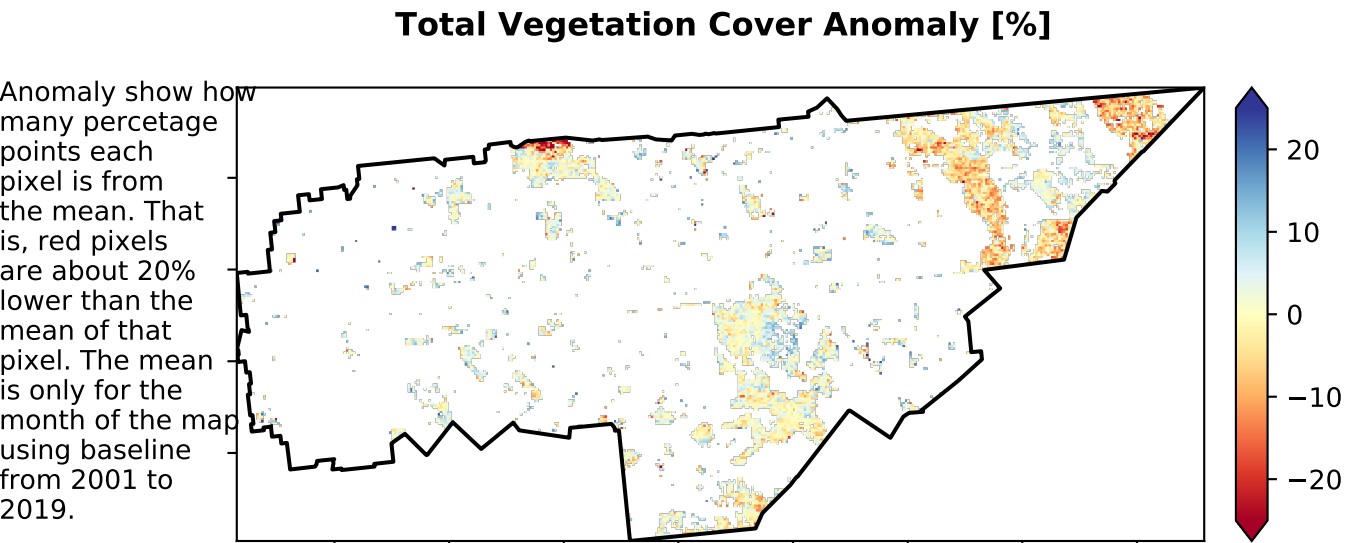 Total Vegetation Cover Anomaly [%]
Anomaly show how
many percetage
points each
pixel is from
the mean. That
is, red pixels
are about 20%
lower than the
mean of that
pixel. The mean
is only for the
month of the map
using baseline
from 2001 to
2019.
20
10
0
−10
−20